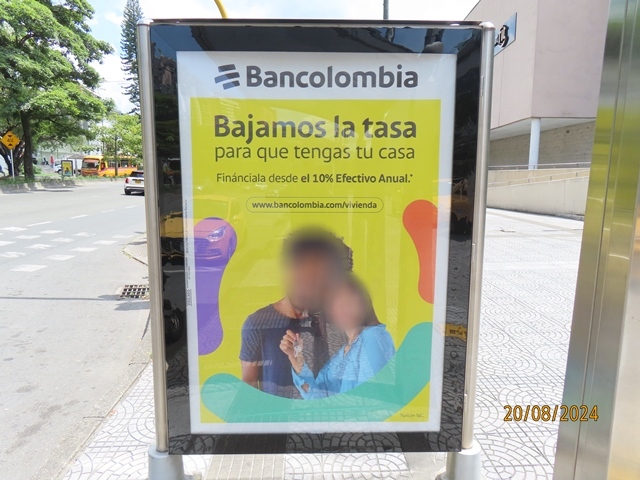 Bancolombia
Bajamos la tasa
para que tengas tu casa
Fináncialа desde el 10% Efectivo Anual.*
www.bancolombia.com/vivienda
20/08/2024